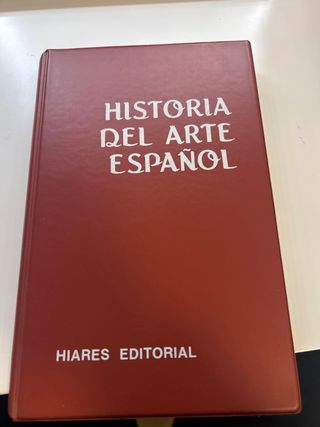 HISTORIA
DEL ARTE
ESPAÑOL
HIARES EDITORIAL